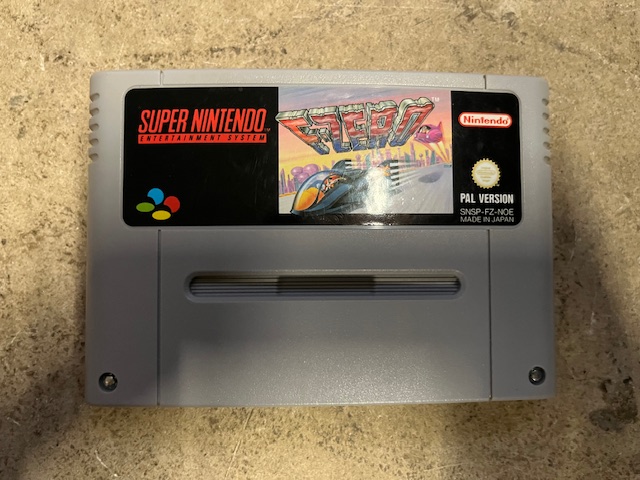 SUPER NINTENDO
ENTERTAINMENT SYSTEM
F-ZERO
Nintendo
PAL VERSION
SNSP-FZ-NOE
MADE IN JAPAN